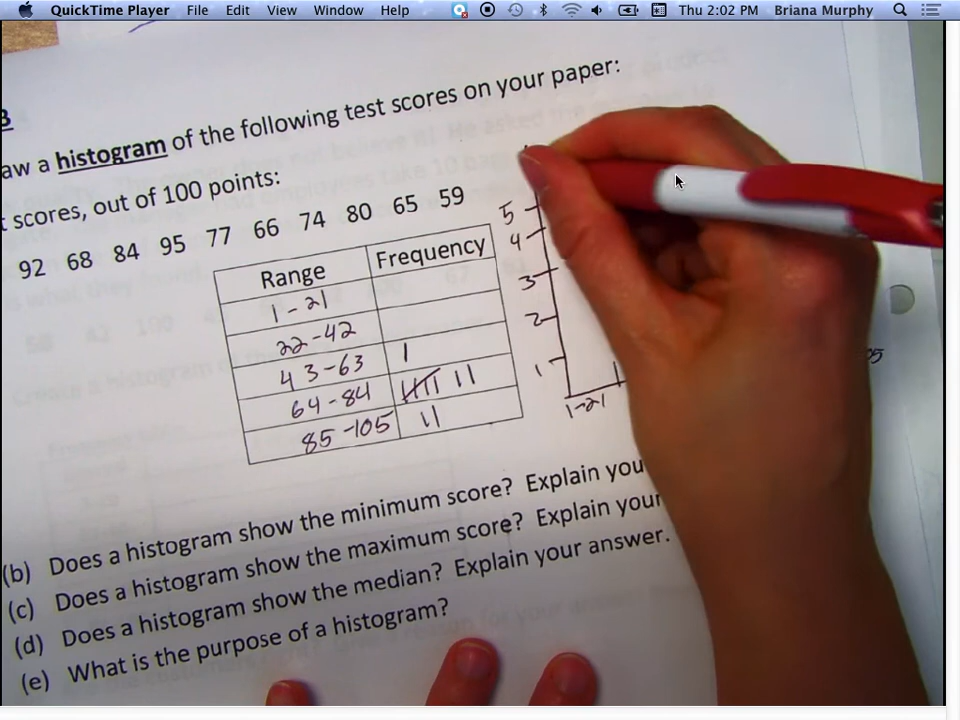 QuickTime Player File Edit View Window Help Thu 2:02 PM Briana Murphy
aw a histogram of the following test scores on your paper:
t scores, out of 100 points:
92 68 84 95 77 66 74 80 65 59
Range Frequency
1-21
22-42
43-63 |
64-84 |||| ||
85-105 ||
5
4
3
2
1
1-21
(b) Does a histogram show the minimum score? Explain you
(c) Does a histogram show the maximum score? Explain your
(d) Does a histogram show the median? Explain your answer.
(e) What is the purpose of a histogram?